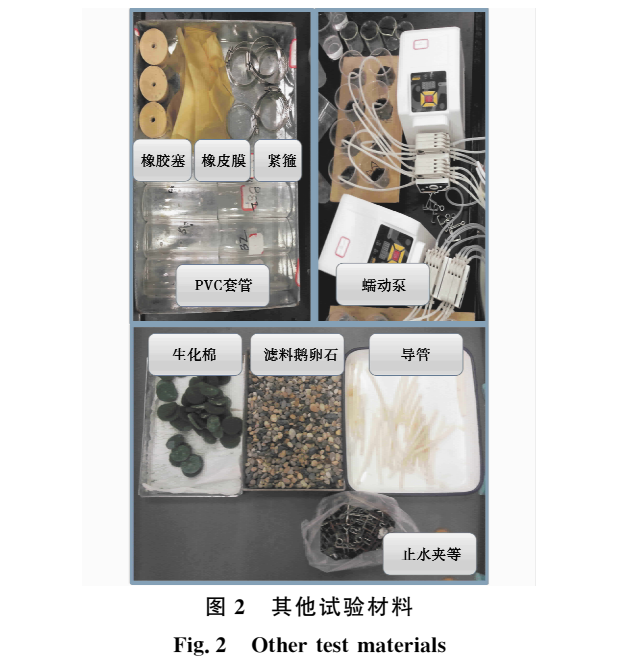 橡胶塞 橡皮膜 紧箍
PVC套管
蠕动泵
生化棉 滤料鹅卵石 导管
止水夹等
图 2 其他试验材料
Fig. 2 Other test materials